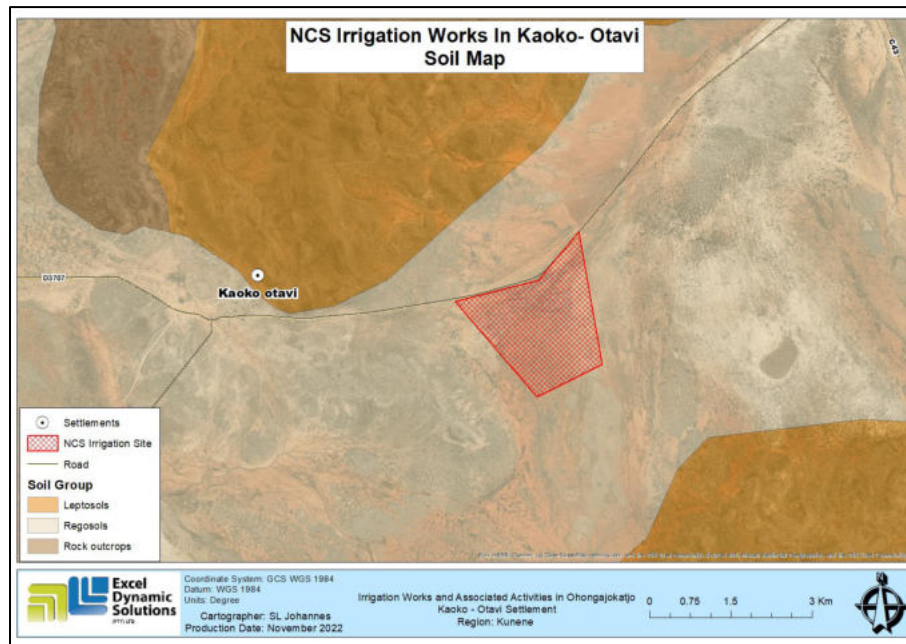 NCS Irrigation Works In Kaoko- Otavi
Soil Map
C43
D3707
Kaoko otavi
Settlements
NCS Irrigation Site
Road
Soil Group
Leptosols
Regosols
Rock outcrops
Excel
Dynamic
Solutions
(PTY) Ltd
Coordinate System: GCS WGS 1984
Datum: WGS 1984
Units: Degree
Cartographer: SL Johannes
Production Date: November 2022
Irrigation Works and Associated Activities in Ohongajokatjo
Kaoko - Otavi Settlement
Region: Kunene
0 0.75 1.5 3 Km